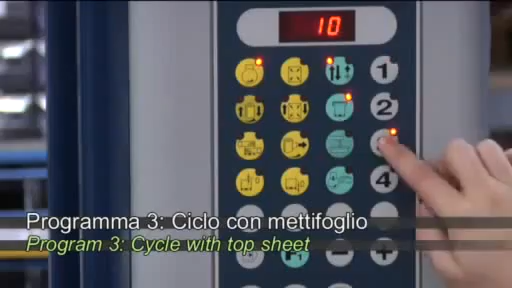 10
1
2
4
Programma 3: Ciclo con mettifoglio
Program 3: Cycle with top sheet
- +